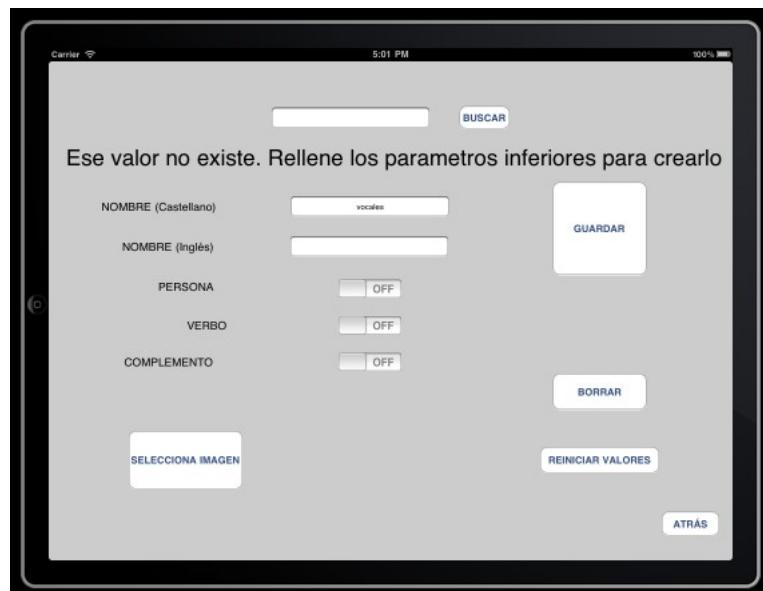 Carrier 5:01 PM 100%
BUSCAR
Ese valor no existe. Rellene los parametros inferiores para crearlo
NOMBRE (Castellano) vocales
GUARDAR
NOMBRE (Inglés)
PERSONA OFF
VERBO OFF
COMPLEMENTO OFF
BORRAR
SELECCIONA IMAGEN REINICIAR VALORES
ATRÁS